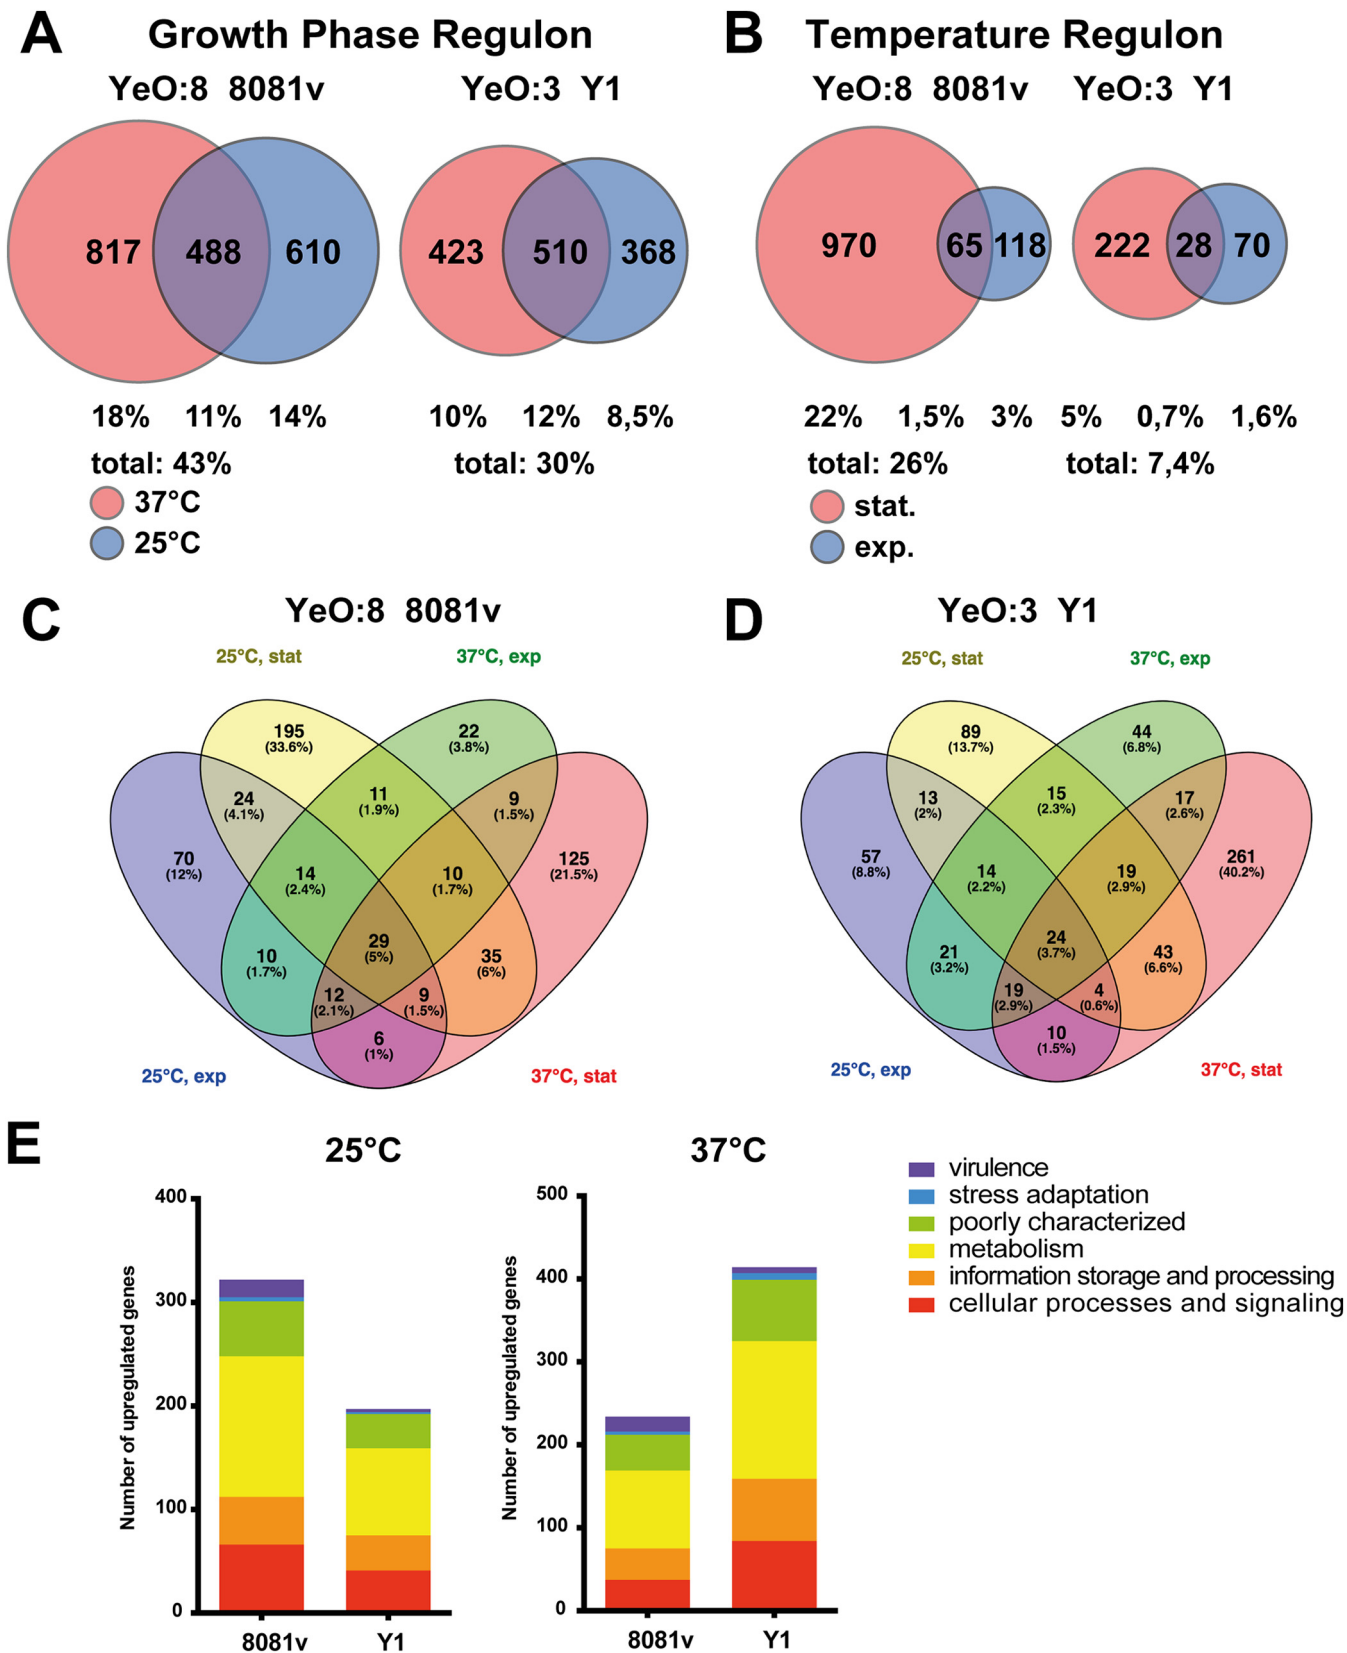 A Growth Phase Regulon
YeO:8 8081v YeO:3 Y1
817 488 610 423 510 368
18% 11% 14% 10% 12% 8,5%
total: 43% total: 30%
37°C
25°C
B Temperature Regulon
YeO:8 8081v YeO:3 Y1
970 65 118 222 28 70
22% 1,5% 3% 5% 0,7% 1,6%
total: 26% total: 7,4%
stat.
exp.
C YeO:8 8081v
25°C, stat 37°C, exp
195 22
(33.6%) (3.8%)
24 11 9
(4.1%) (1.9%) (1.5%)
70 14 10 125
(12%) (2.4%) (1.7%) (21.5%)
10 29 35
(1.7%) (5%) (6%)
12 9
(2.1%) (1.5%)
6
(1%)
25°C, exp 37°C, stat
D YeO:3 Y1
25°C, stat 37°C, exp
89 44
(13.7%) (6.8%)
13 15 17
(2%) (2.3%) (2.6%)
57 14 19 261
(8.8%) (2.2%) (2.9%) (40.2%)
21 24 43
(3.2%) (3.7%) (6.6%)
19 4
(2.9%) (0.6%)
10
(1.5%)
25°C, exp 37°C, stat
E
25°C
Number of upregulated genes
400
300
200
100
0
8081v Y1
37°C
Number of upregulated genes
500
400
300
200
100
0
8081v Y1
virulence
stress adaptation
poorly characterized
metabolism
information storage and processing
cellular processes and signaling